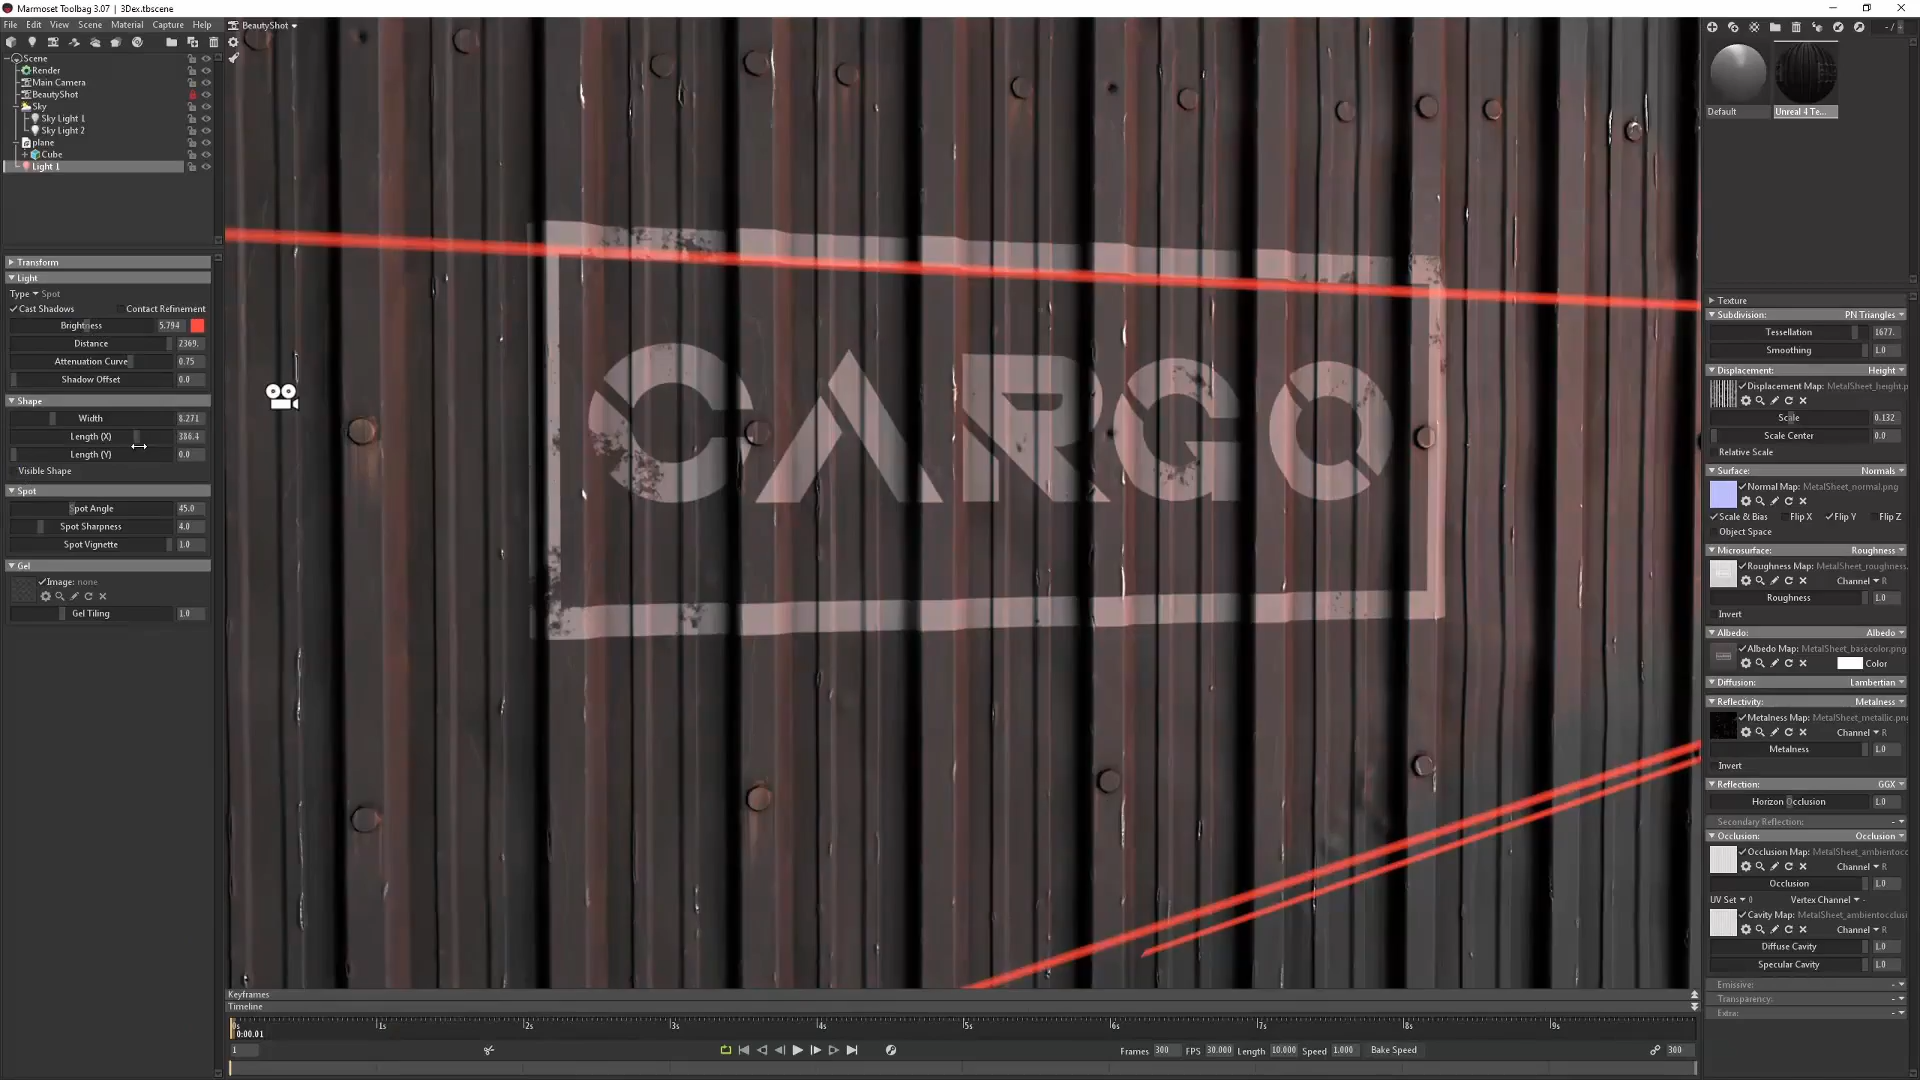 Marmoset Toolbag 3.07 | 3Dex.tbscene
File Edit View Scene Material Capture Help
BeautyShot
Scene
Render
Main Camera
BeautyShot
Sky
Sky Light 1
Sky Light 2
plane
Cube
Light 1
Transform
Light
Type Spot
Cast Shadows Contact Refinement
Brightness 5.794
Distance 2369.
Attenuation Curve 0.75
Shadow Offset 0.0
Shape
Width 8.271
Length (X) 386.4
Length (Y) 0.0
Visible Shape
Spot
Spot Angle 45.0
Spot Sharpness 4.0
Spot Vignette 1.0
Gel
Image: none
Gel Tiling 1.0
CARGO
Keyframes
Timeline
0s 1s 2s 3s 4s 5s 6s 7s 8s 9s
0:00.01
1
Frames 300 FPS 30.000 Length 10.000 Speed 1.000 Bake Speed 300
- / -
Default Unreal 4 Te...
Texture
Subdivision: PN Triangles
Tessellation 1677.
Smoothing 1.0
Displacement: Height
Displacement Map: MetalSheet_height.p
Scale 0.132
Scale Center 0.0
Relative Scale
Surface: Normals
Normal Map: MetalSheet_normal.png
Scale & Bias Flip X Flip Y Flip Z
Object Space
Microsurface: Roughness
Roughness Map: MetalSheet_roughness.
Channel R
Roughness 1.0
Invert
Albedo: Albedo
Albedo Map: MetalSheet_basecolor.png
Color
Diffusion: Lambertian
Reflectivity: Metalness
Metalness Map: MetalSheet_metallic.pn
Channel R
Metalness 1.0
Invert
Reflection: GGX
Horizon Occlusion 1.0
Secondary Reflection: -
Occlusion: Occlusion
Occlusion Map: MetalSheet_ambientocc
Channel R
Occlusion 1.0
UV Set 0 Vertex Channel -
Cavity Map: MetalSheet_ambientocclusi
Channel R
Diffuse Cavity 1.0
Specular Cavity 1.0
Emissive: -
Transparency: -
Extra: -